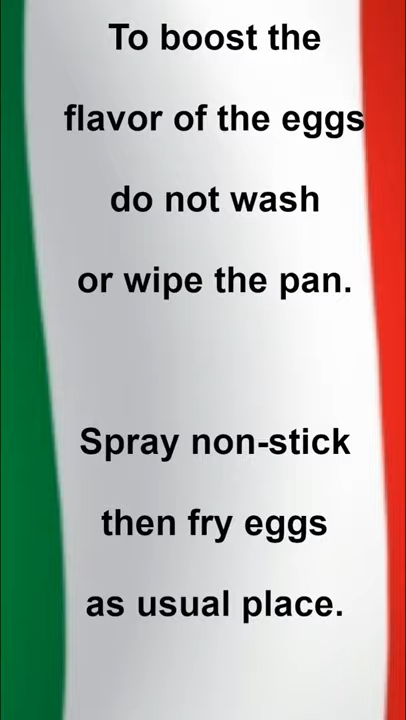 To boost the
flavor of the eggs
do not wash
or wipe the pan.
Spray non-stick
then fry eggs
as usual place.